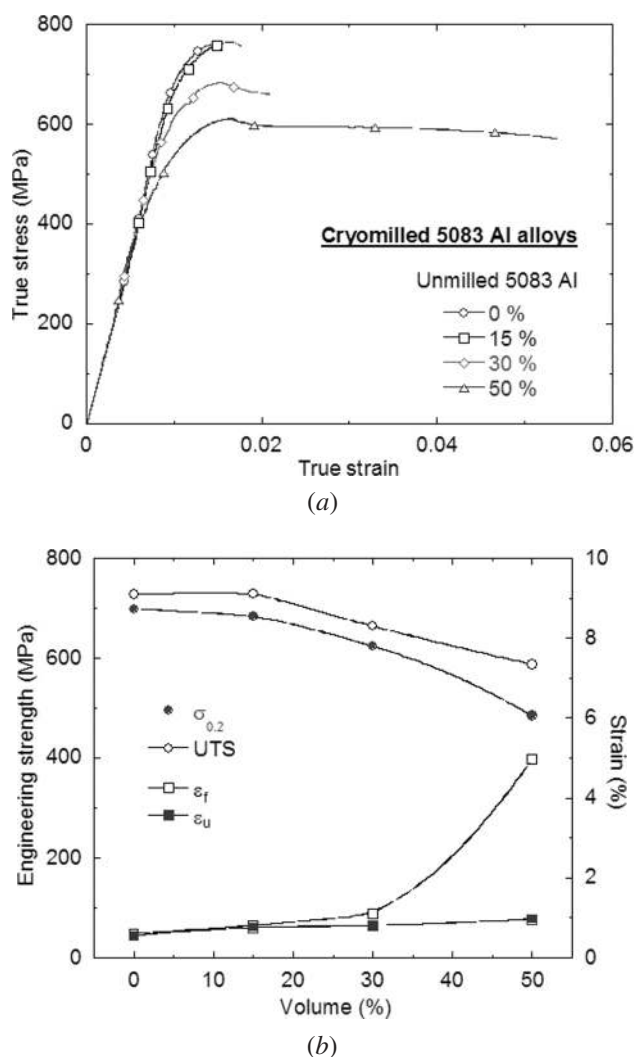 800
600
400
200
0
True stress (MPa)
Cryomilled 5083 Al alloys
Unmilled 5083 Al
0 %
15 %
30 %
50 %
0 0.02 0.04 0.06
True strain
(a)
800 10
600 8
6
400 4
200 2
0 0
Engineering strength (MPa)
Strain (%)
σ0.2
UTS
εf
εu
0 10 20 30 40 50
Volume (%)
(b)